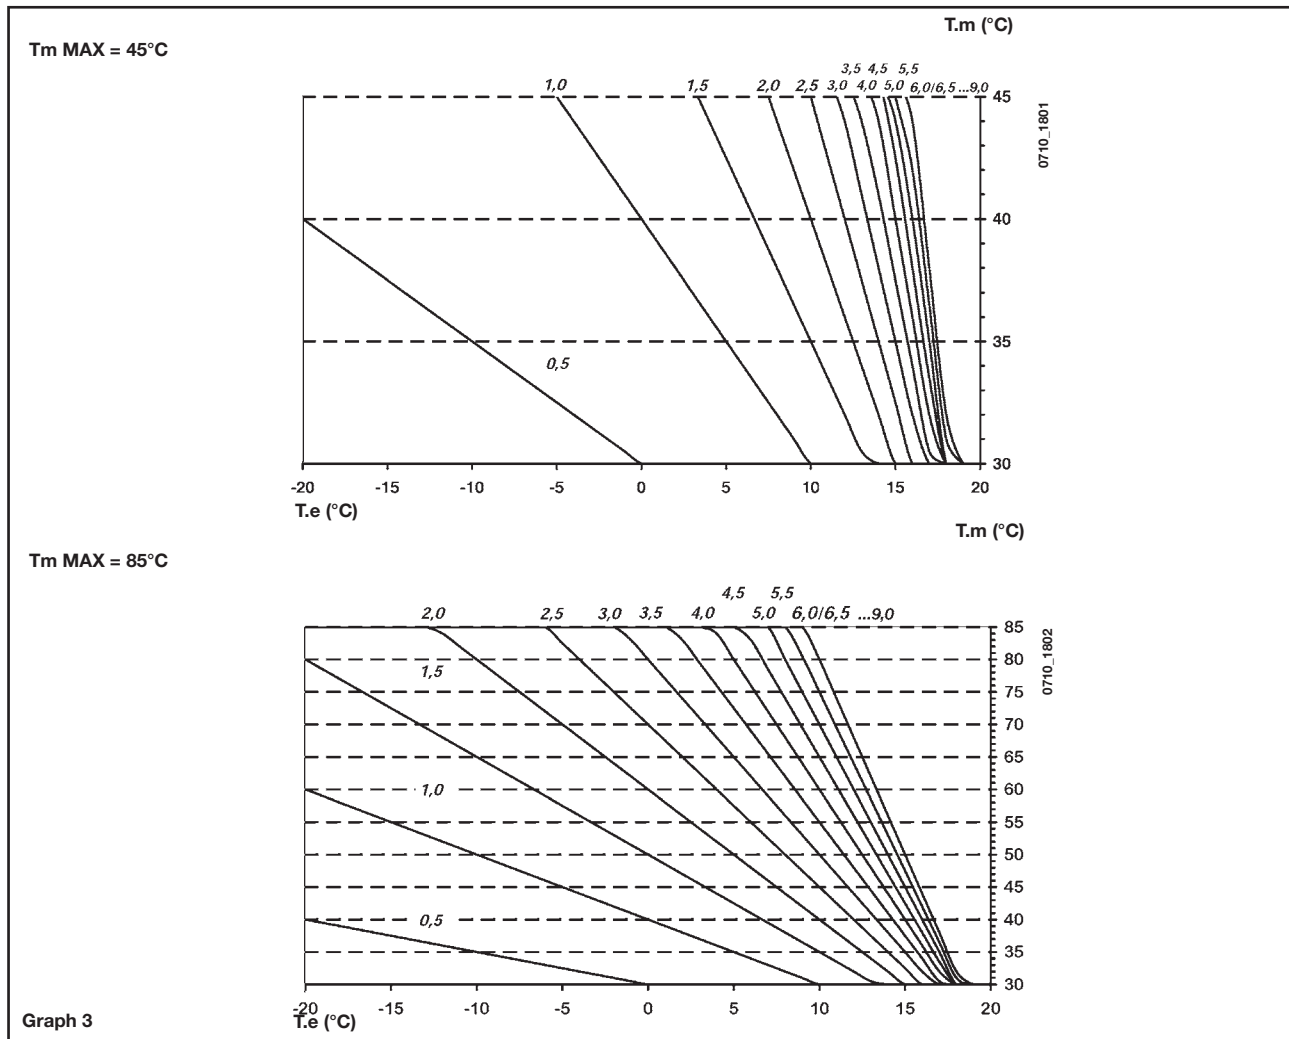 T.m (°C)
Tm MAX = 45°C
3,5 4,5 5,5
1,0 1,5 2,0 2,5 3,0 4,0 5,0 6,0/6,5 ...9,0
45
40
35
30
0,5
0710_1801
-20 -15 -10 -5 0 5 10 15 20
T.e (°C)
T.m (°C)
Tm MAX = 85°C
4,5 5,5
2,0 2,5 3,0 3,5 4,0 5,0 6,0/6,5 ...9,0
85
80
1,5
75
70
65
60
1,0
55
50
45
40
0,5
35
30
0710_1802
-20 -15 -10 -5 0 5 10 15 20
T.e (°C)
Graph 3